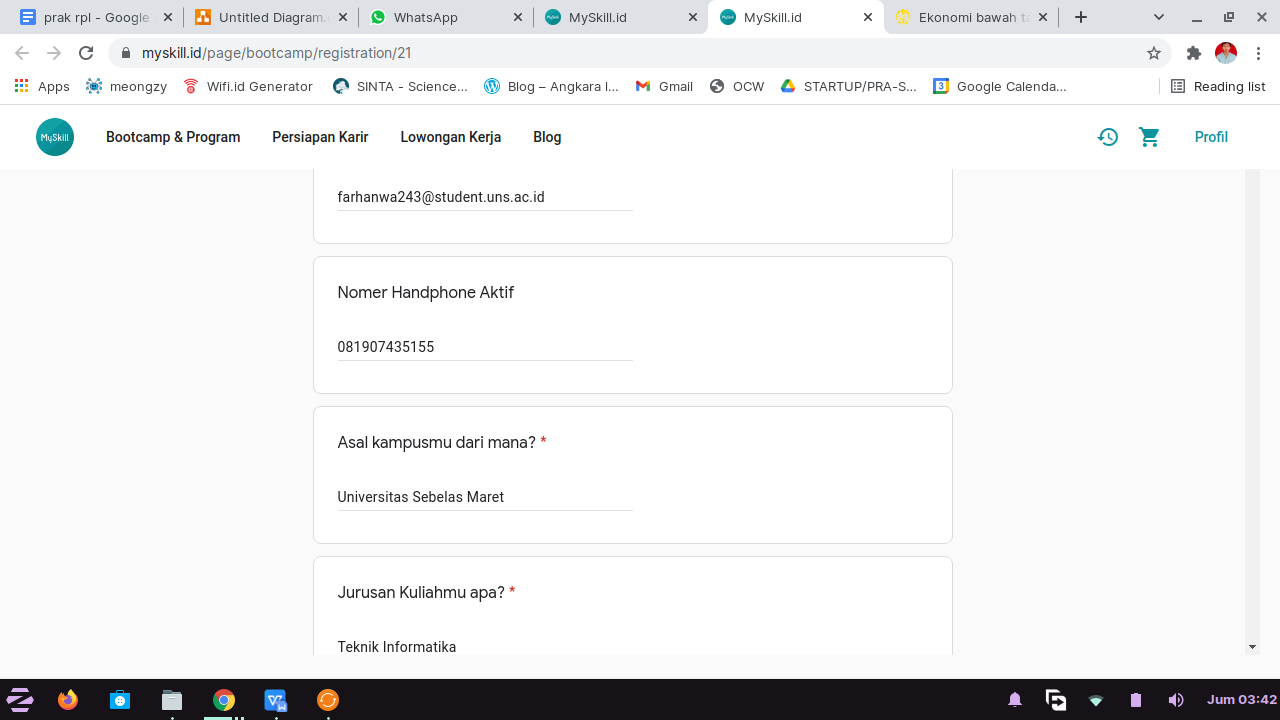 prak rpl - Google
Untitled Diagram.
WhatsApp
MySkill.id
MySkill.id
Ekonomi bawah ta
myskill.id/page/bootcamp/registration/21
Apps
meongzy
Wifi.id Generator
SINTA - Science...
Blog – Angkara I...
Gmail
OCW
STARTUP/PRA-S...
Google Calenda...
Reading list
MySkill
Bootcamp & Program
Persiapan Karir
Lowongan Kerja
Blog
Profil
farhanwa243@student.uns.ac.id
Nomer Handphone Aktif
081907435155
Asal kampusmu dari mana? *
Universitas Sebelas Maret
Jurusan Kuliahmu apa? *
Teknik Informatika
Jum 03:42